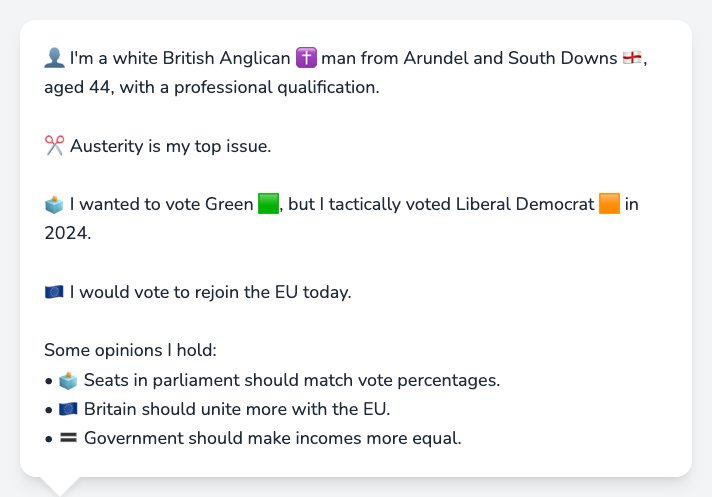 👤 I'm a white British Anglican ✝️ man from Arundel and South Downs 🏴󠁧󠁢󠁥󠁮󠁧󠁿,
aged 44, with a professional qualification.
✂️ Austerity is my top issue.
🗳️ I wanted to vote Green 🟩, but I tactically voted Liberal Democrat 🟧 in
2024.
🇪🇺 I would vote to rejoin the EU today.
Some opinions I hold:
• 🗳️ Seats in parliament should match vote percentages.
• 🇪🇺 Britain should unite more with the EU.
• 🟰 Government should make incomes more equal.